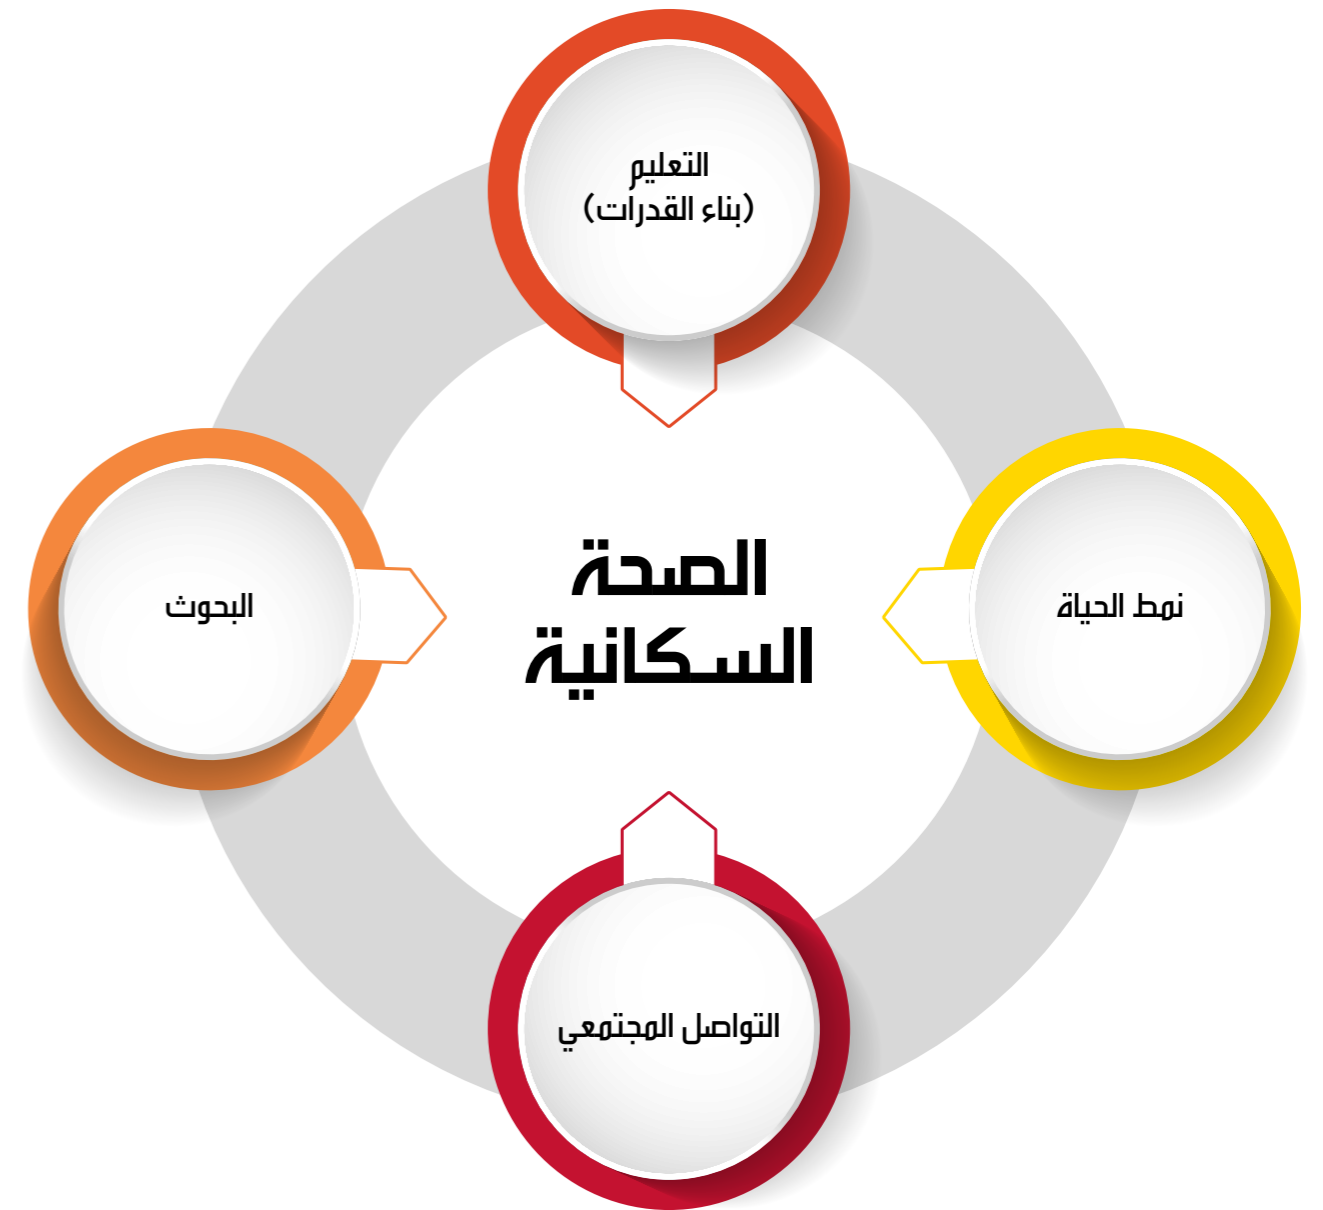 التعليم
(بناء القدرات)
نمط الحياة
الصحة
السكانية
البحوث
التواصل المجتمعي